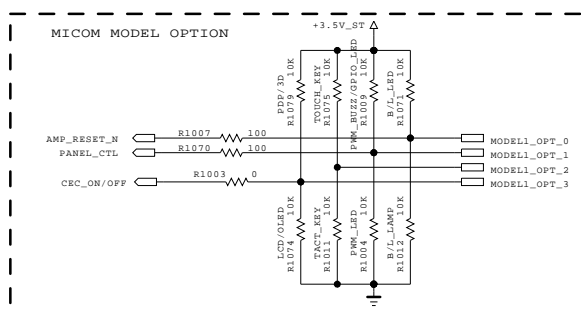 MICOM MODEL OPTION
+3.5V_ST
PDP/3D
R1079 10K
TOUCH_KEY
R1075 10K
PWM_BUZZ/GPIO_LED
R1009 10K
B/L_LED
R1071 10K
AMP_RESET_N
R1007
100
MODEL1_OPT_0
PANEL_CTL
R1070
100
MODEL1_OPT_1
MODEL1_OPT_2
CEC_ON/OFF
R1003
0
MODEL1_OPT_3
LCD/OLED
R1074 10K
TACT_KEY
R1011 10K
PWM_LED
R1004 10K
B/L_LAMP
R1012 10K